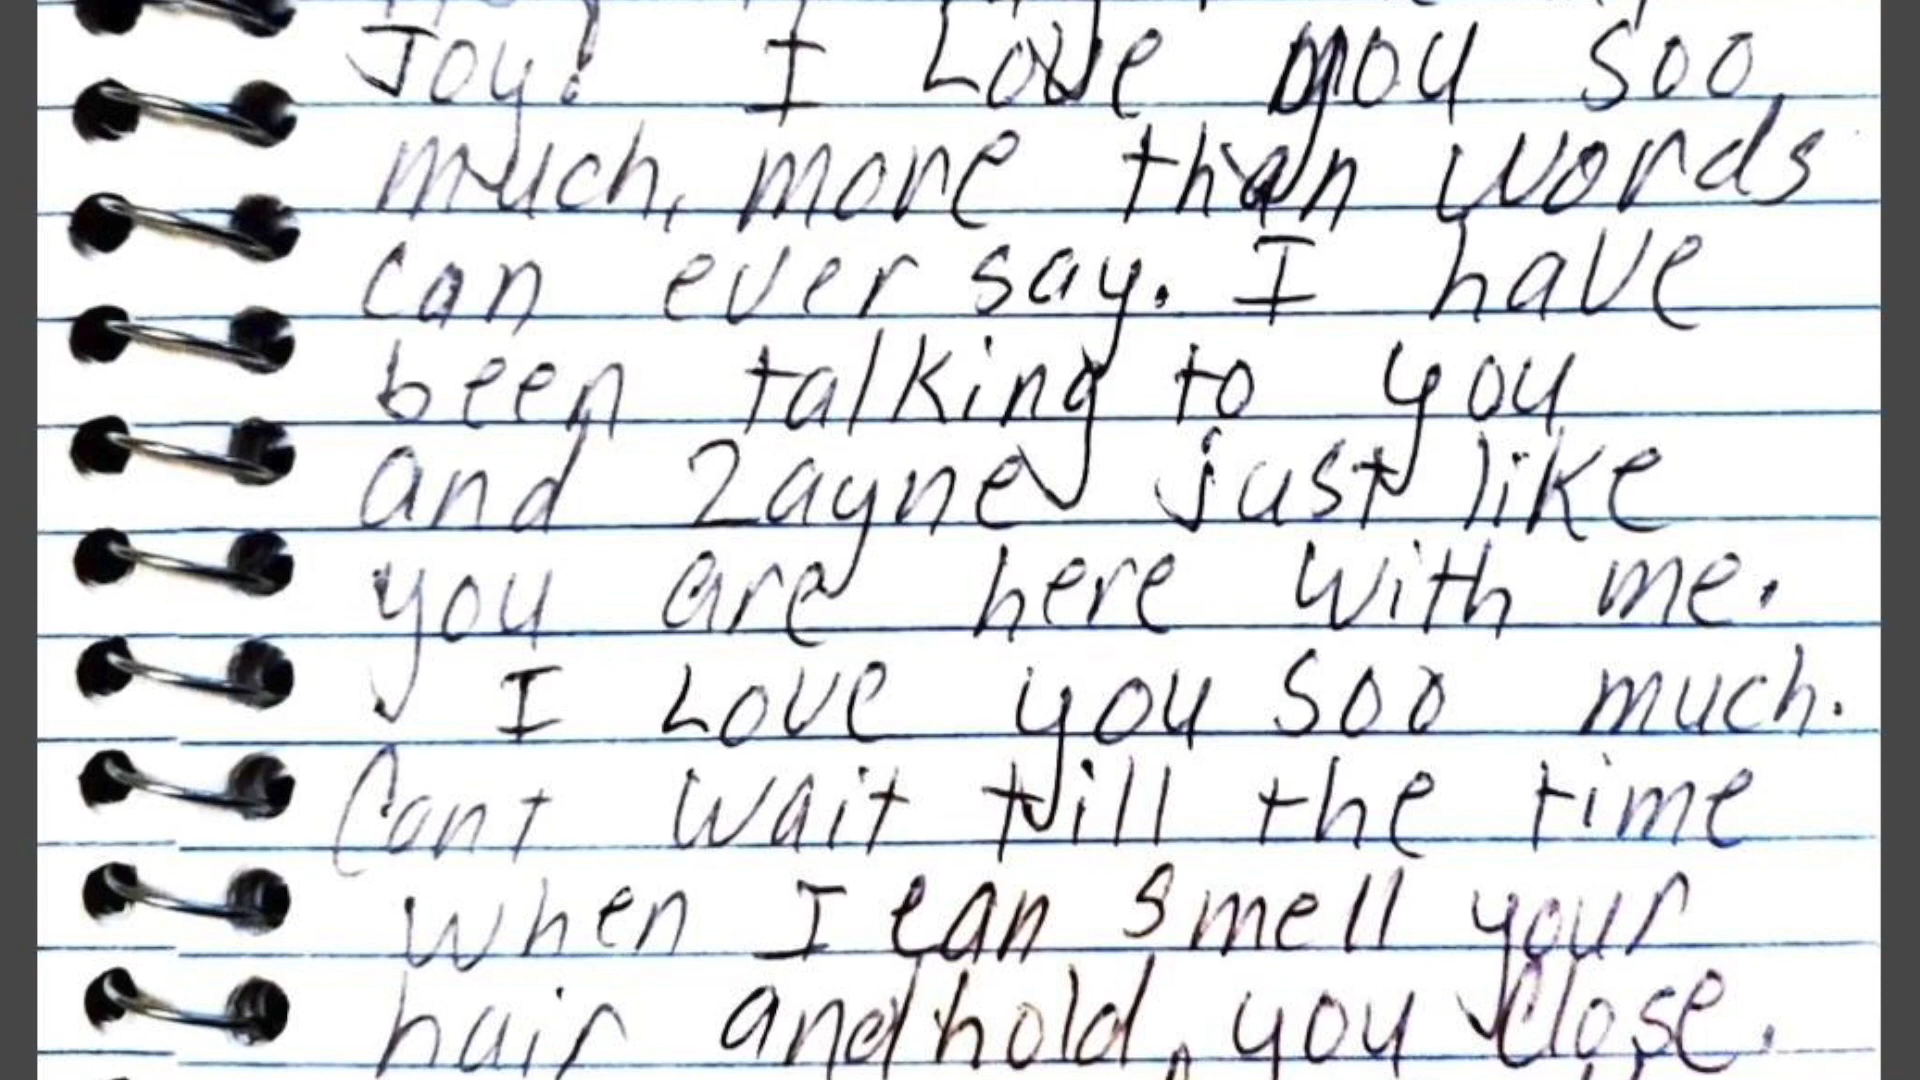 Joy! I Love you soo
much, more than words
can ever say. I have
been talking to you
and Zayne just like
you are here with me.
I Love you soo much.
Cant wait till the time
when I can smell your
hair and hold you close.